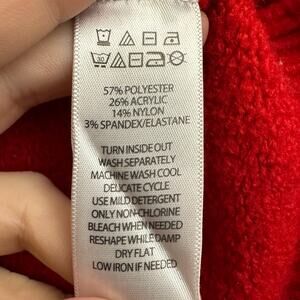 57% POLYESTER
26% ACRYLIC
14% NYLON
3% SPANDEX/ELASTANE
TURN INSIDE OUT
WASH SEPARATELY
MACHINE WASH COOL
DELICATE CYCLE
USE MILD DETERGENT
ONLY NON-CHLORINE
BLEACH WHEN NEEDED
RESHAPE WHILE DAMP
DRY FLAT
LOW IRON IF NEEDED